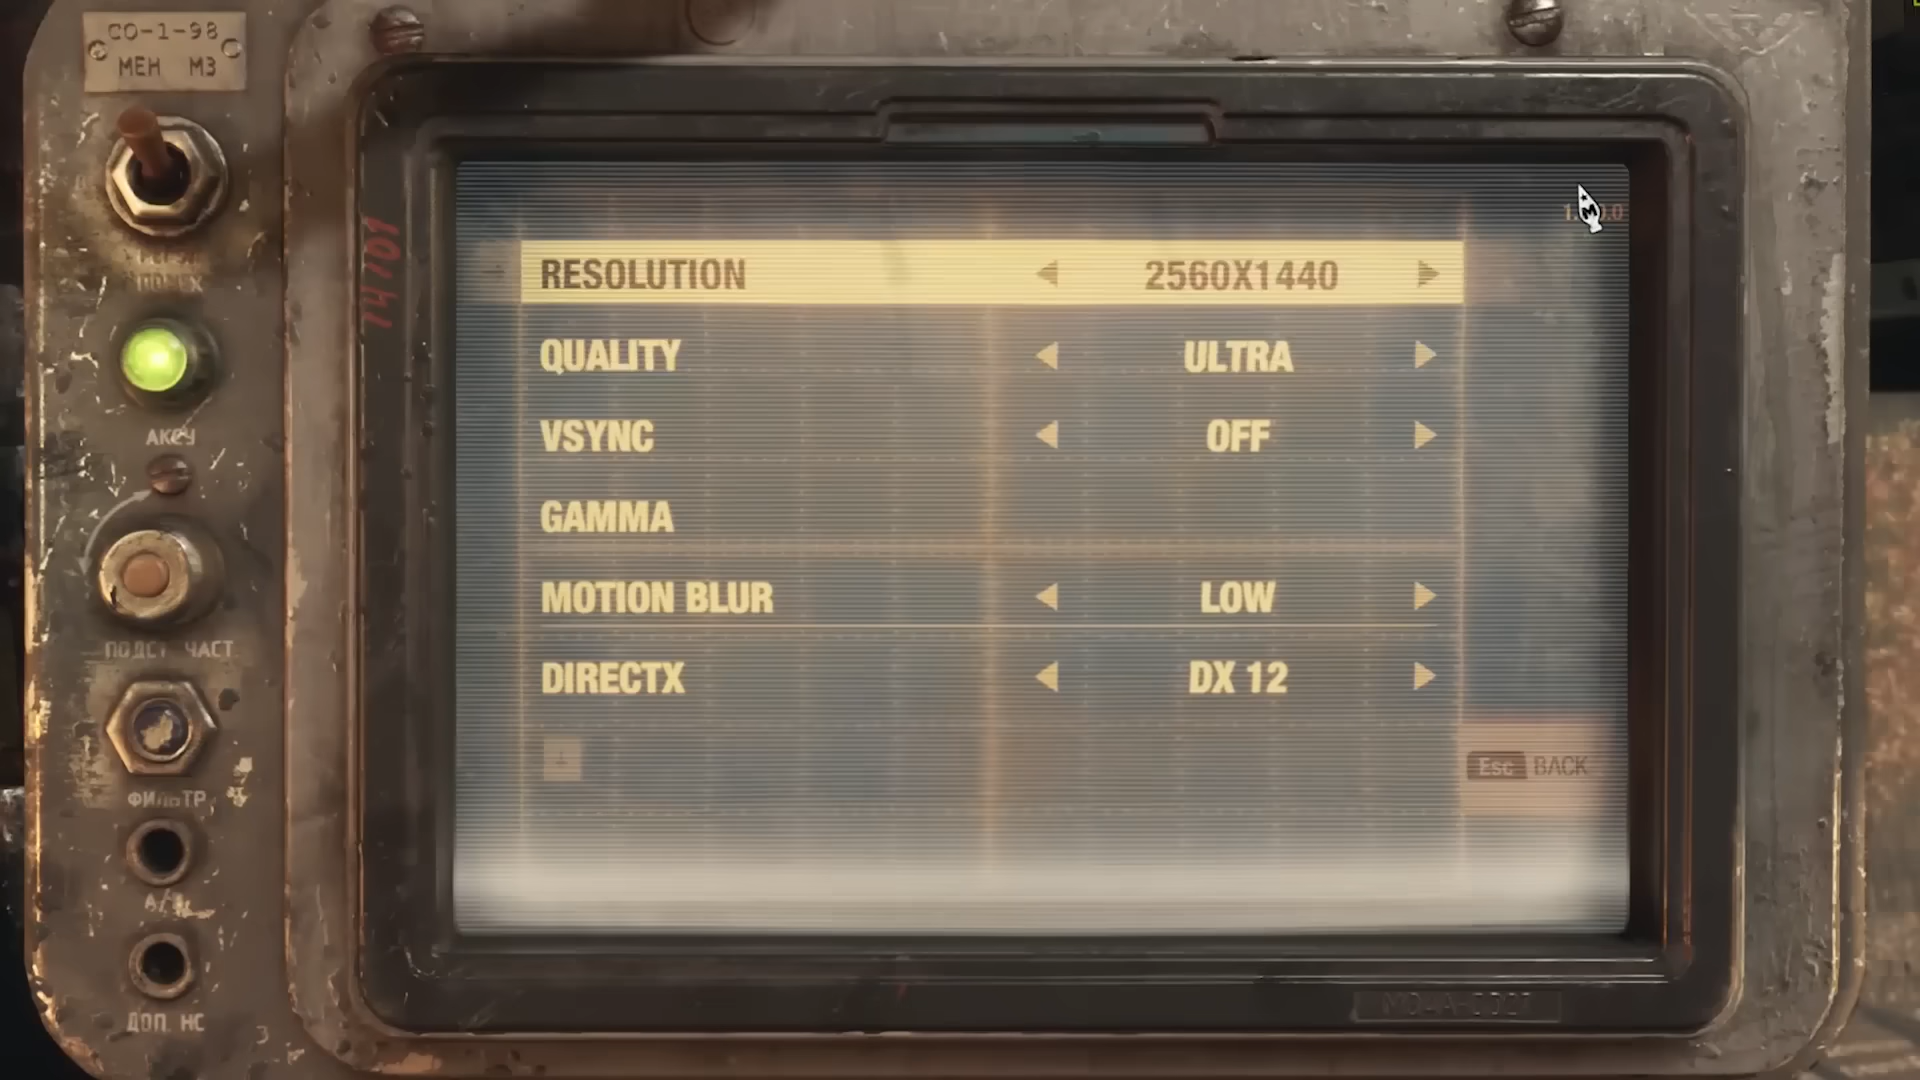 СО-1-98
МЕН МЗ
АКСУ
ПОДСТ ЧАСТ.
ФИЛЬТР
ДОП. НС
RESOLUTION 2560X1440
QUALITY ULTRA
VSYNC OFF
GAMMA
MOTION BLUR LOW
DIRECTX DX 12
Esc BACK